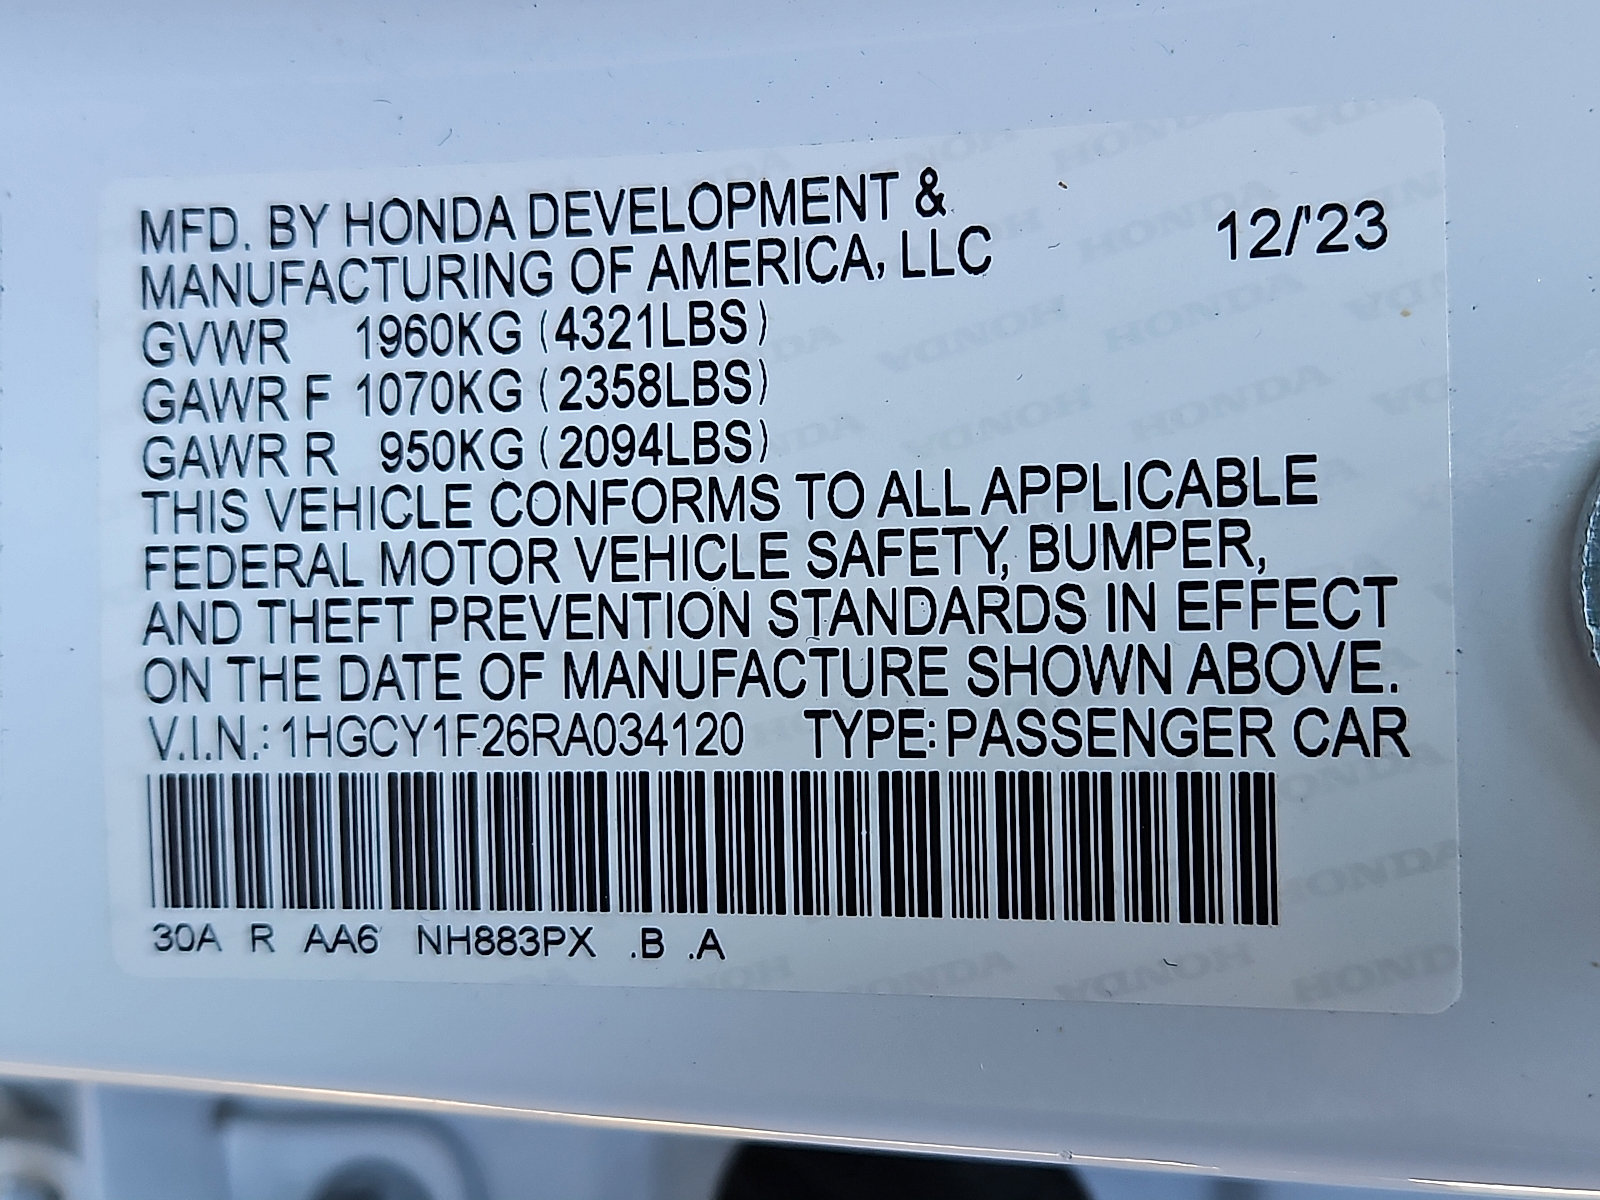 MFD. BY HONDA DEVELOPMENT &
MANUFACTURING OF AMERICA, LLC 12/'23
GVWR 1960KG (4321LBS)
GAWR F 1070KG (2358LBS)
GAWR R 950KG (2094LBS)
THIS VEHICLE CONFORMS TO ALL APPLICABLE
FEDERAL MOTOR VEHICLE SAFETY, BUMPER,
AND THEFT PREVENTION STANDARDS IN EFFECT
ON THE DATE OF MANUFACTURE SHOWN ABOVE.
V.I.N.: 1HGCY1F26RA034120 TYPE: PASSENGER CAR
30A R AA6 NH883PX .B .A